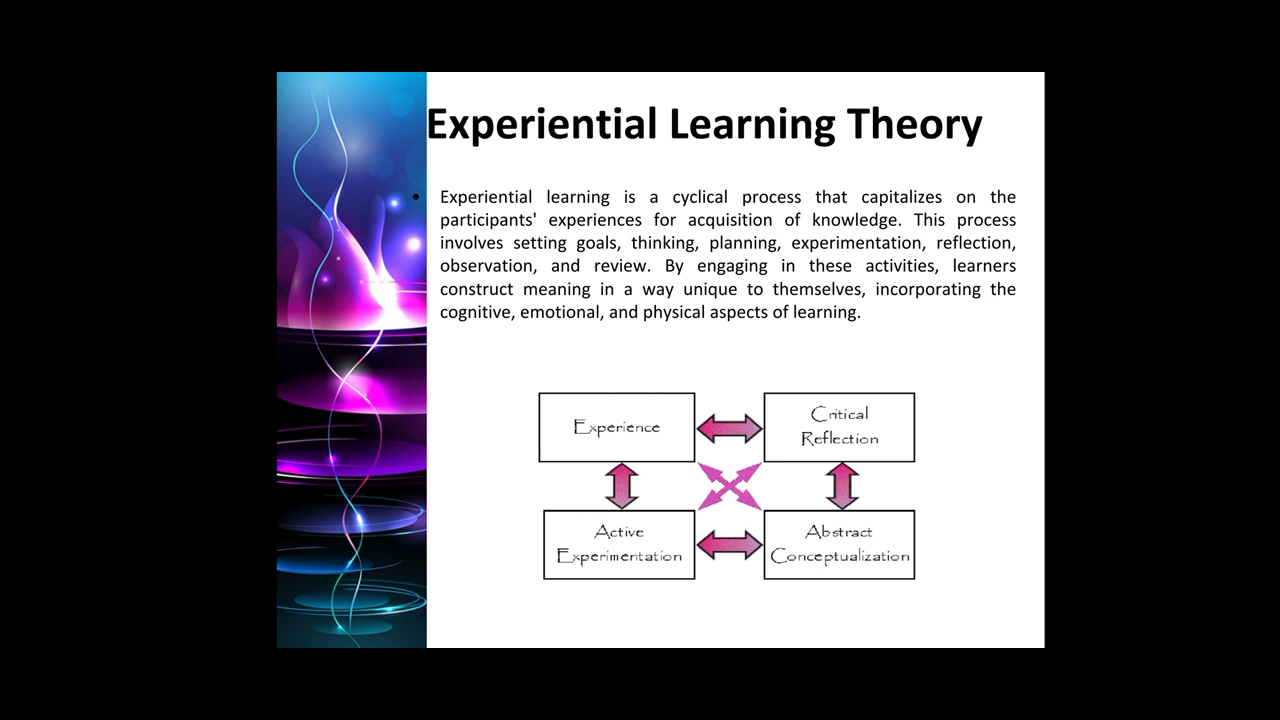 Experiential Learning Theory
• Experiential learning is a cyclical process that capitalizes on the
participants' experiences for acquisition of knowledge. This process
involves setting goals, thinking, planning, experimentation, reflection,
observation, and review. By engaging in these activities, learners
construct meaning in a way unique to themselves, incorporating the
cognitive, emotional, and physical aspects of learning.
Experience
Critical
Reflection
Active
Experimentation
Abstract
Conceptualization